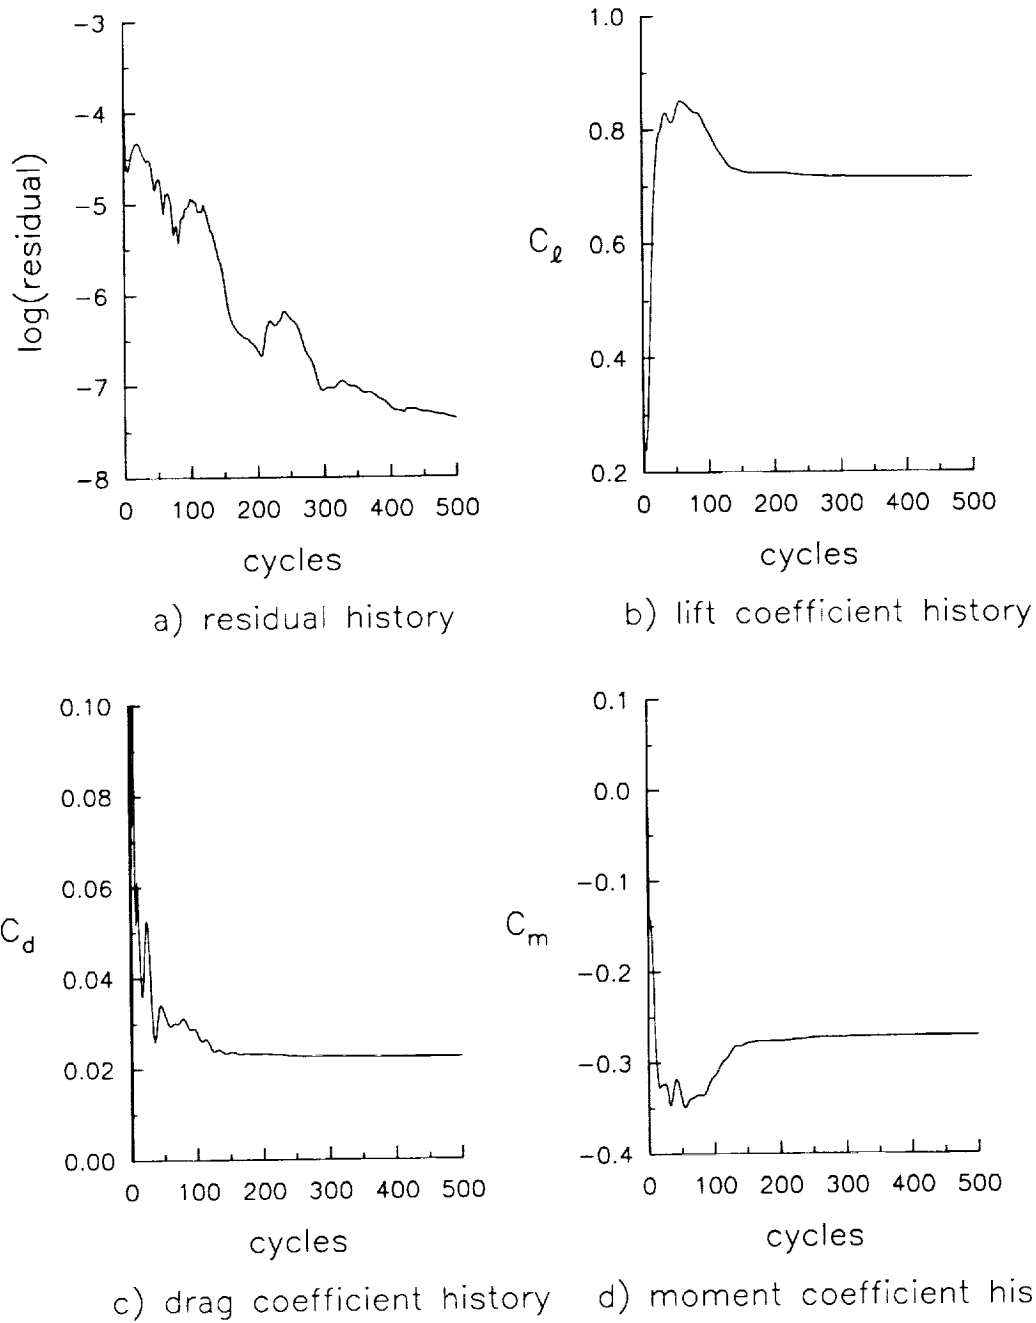 −3
−4
−5
−6
−7
−8
log(residual)
0 100 200 300 400 500
cycles
a) residual history
1.0
0.8
0.6
0.4
0.2
C_ℓ
0 100 200 300 400 500
cycles
b) lift coefficient history
0.10
0.08
0.06
0.04
0.02
0.00
C_d
0 100 200 300 400 500
cycles
c) drag coefficient history
0.1
0.0
−0.1
−0.2
−0.3
−0.4
C_m
0 100 200 300 400 500
cycles
d) moment coefficient his